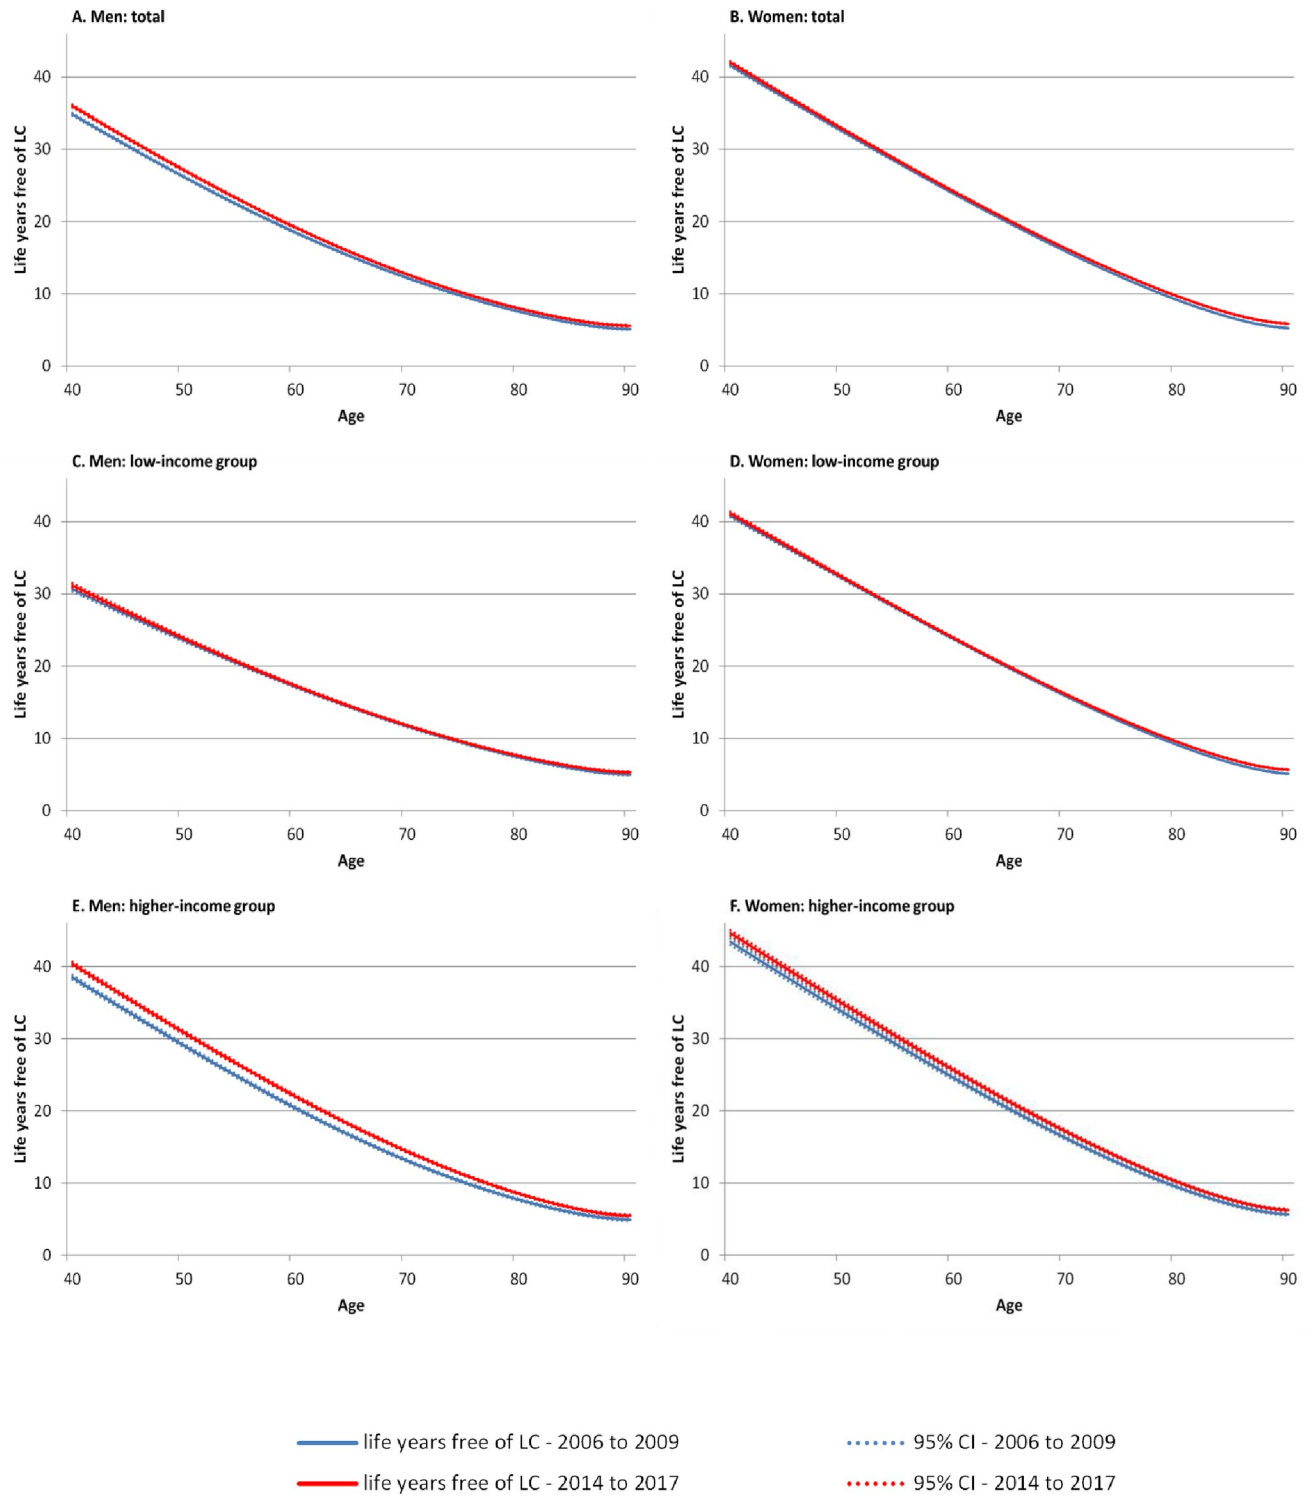 A. Men: total
Life years free of LC
40
30
20
10
0
40 50 60 70 80 90
Age
B. Women: total
Life years free of LC
40
30
20
10
0
40 50 60 70 80 90
Age
C. Men: low-income group
Life years free of LC
40
30
20
10
0
40 50 60 70 80 90
Age
D. Women: low-income group
Life years free of LC
40
30
20
10
0
40 50 60 70 80 90
Age
E. Men: higher-income group
Life years free of LC
40
30
20
10
0
40 50 60 70 80 90
Age
F. Women: higher-income group
Life years free of LC
40
30
20
10
0
40 50 60 70 80 90
Age
life years free of LC - 2006 to 2009
95% CI - 2006 to 2009
life years free of LC - 2014 to 2017
95% CI - 2014 to 2017